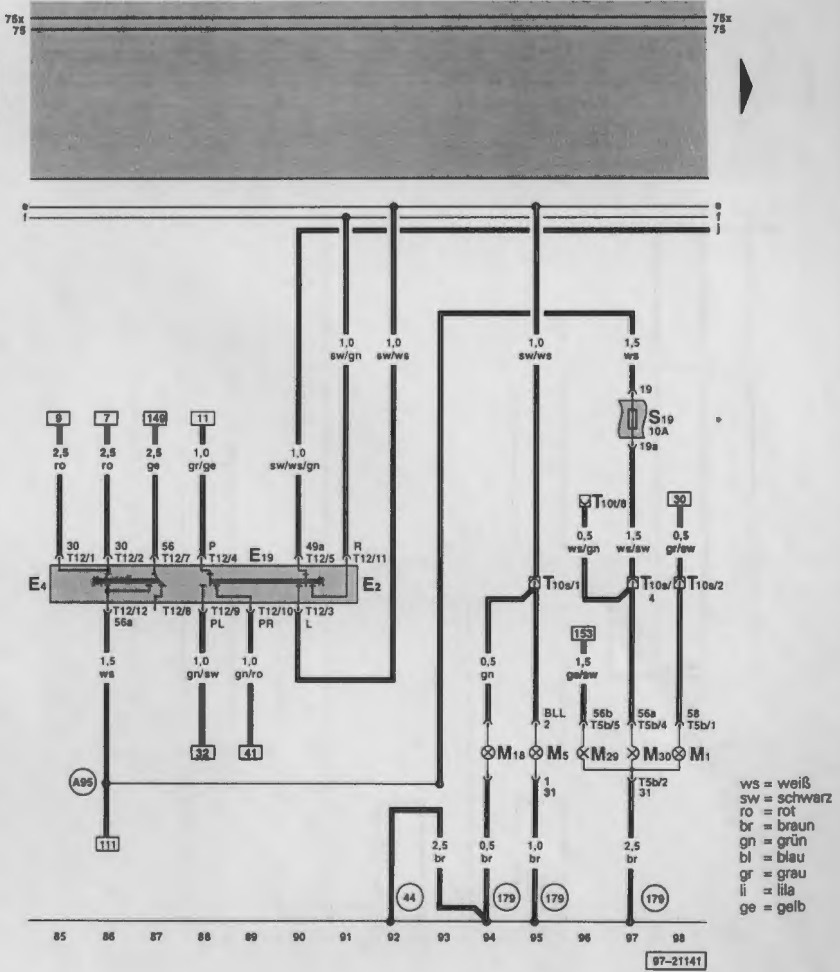 75x 75x
75 75
e e
f f
j
1,0 1,0 1,0 1,5
sw/gn sw/ws sw/ws ws
19
S19
10A
19a
9 7 149 11
2,5 2,5 2,5 1,0 1,0
ro ro ge gr/ge sw/ws/gn
T10t/8 30
0,5 1,5 0,5
ws/gn ws/sw gr/sw
30 30 56 P 49a R
T12/1 T12/2 T12/7 T12/4 E19 T12/5 T12/11
E4 E2
T10s/1 T10s/4 T10s/2
T12/12 T12/8 T12/9 T12/10 T12/3
56a PL PR L
153
1,5 1,0 1,0 0,5 1,5
ws gn/sw gn/ro gn ge/sw
BLL 56b 56a 58
2 T5b/5 T5b/4 T5b/1
32 41 M18 M5 M29 M30 M1
A95
1 T5b/2
31 31
111
2,5 0,5 1,0 2,5
br br br br
44 179 179 179
85 86 87 88 89 90 91 92 93 94 95 96 97 98
97-21141
ws = weiß
sw = schwarz
ro = rot
br = braun
gn = grün
bl = blau
gr = grau
li = lila
ge = gelb